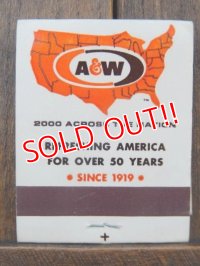 A&W
TM
2000 ACROSS THE NATION
SOLD OUT!!
REFRESHING AMERICA
FOR OVER 50 YEARS
• SINCE 1919 •